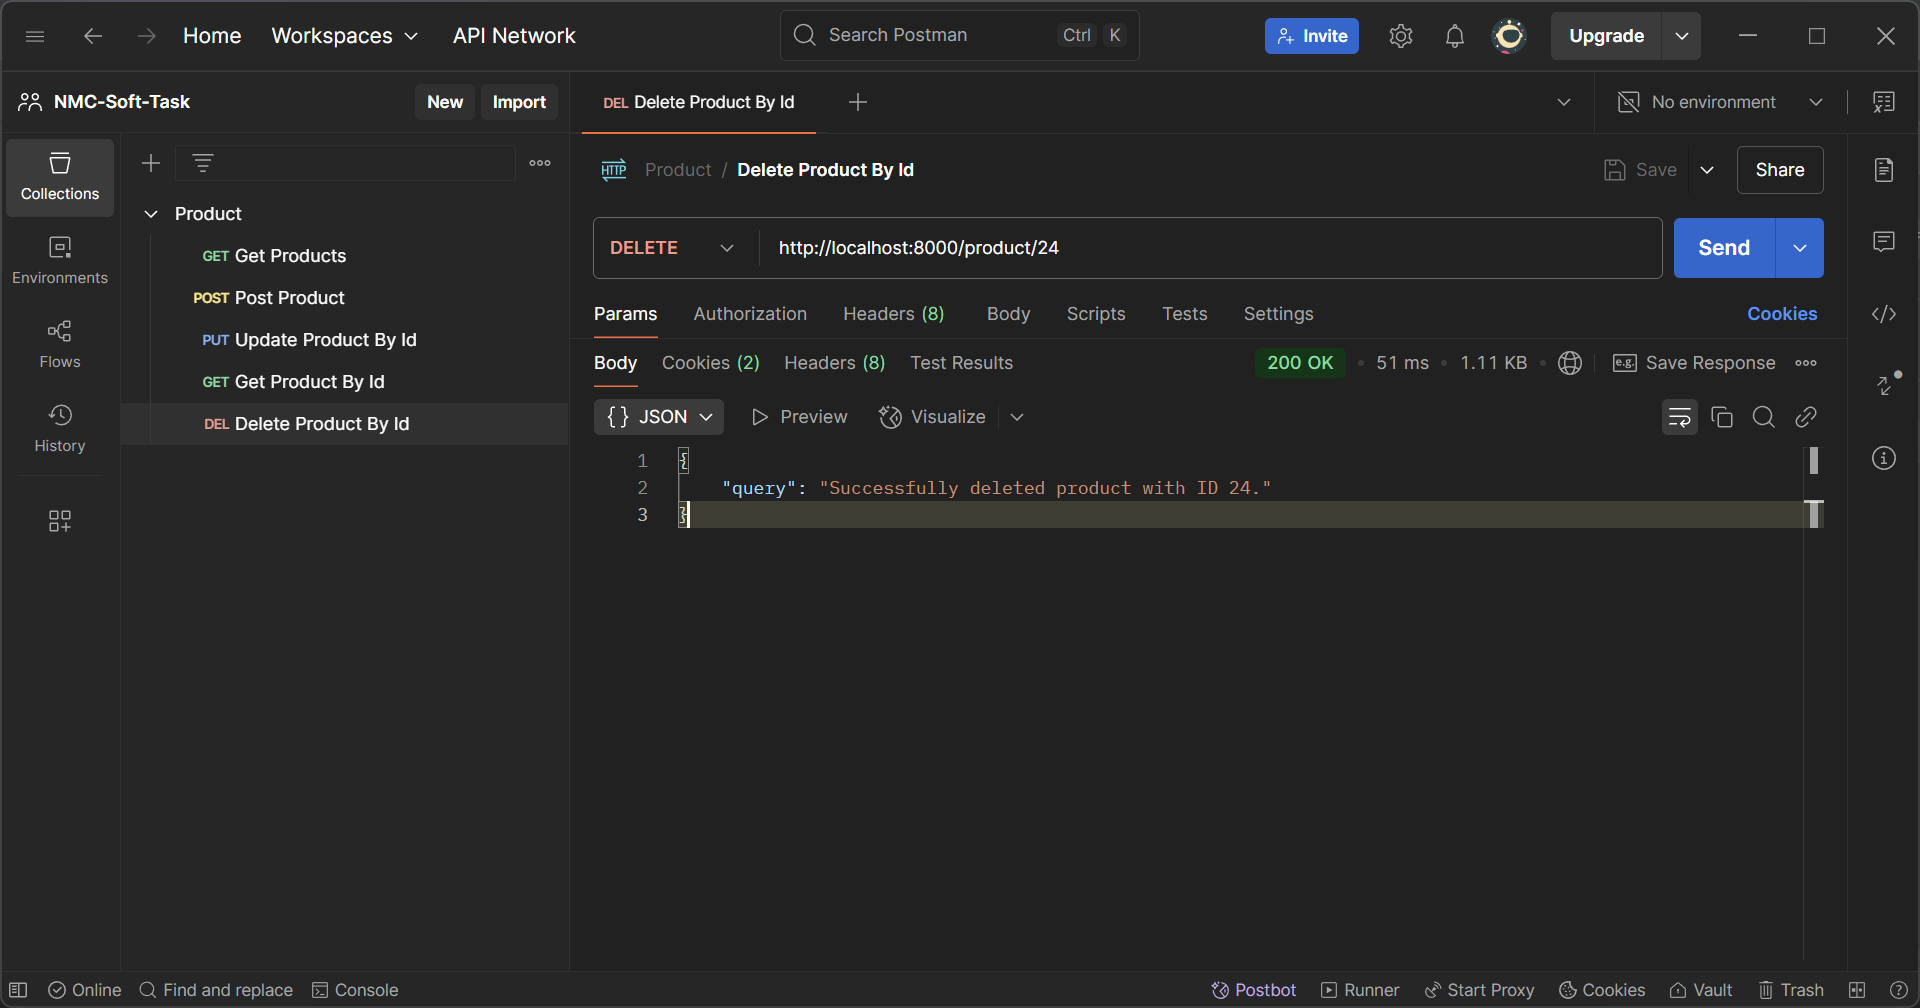 Home Workspaces API Network Search Postman Ctrl K Invite Upgrade
NMC-Soft-Task New Import DEL Delete Product By Id No environment
Collections
Environments
Flows
History
Product
GET Get Products
POST Post Product
PUT Update Product By Id
GET Get Product By Id
DEL Delete Product By Id
HTTP Product / Delete Product By Id Save Share
DELETE http://localhost:8000/product/24 Send
Params Authorization Headers (8) Body Scripts Tests Settings Cookies
Body Cookies (2) Headers (8) Test Results 200 OK • 51 ms • 1.11 KB • e.g. Save Response
{} JSON Preview Visualize
1 {
2 "query": "Successfully deleted product with ID 24."
3 }
Online Find and replace Console Postbot Runner Start Proxy Cookies Vault Trash